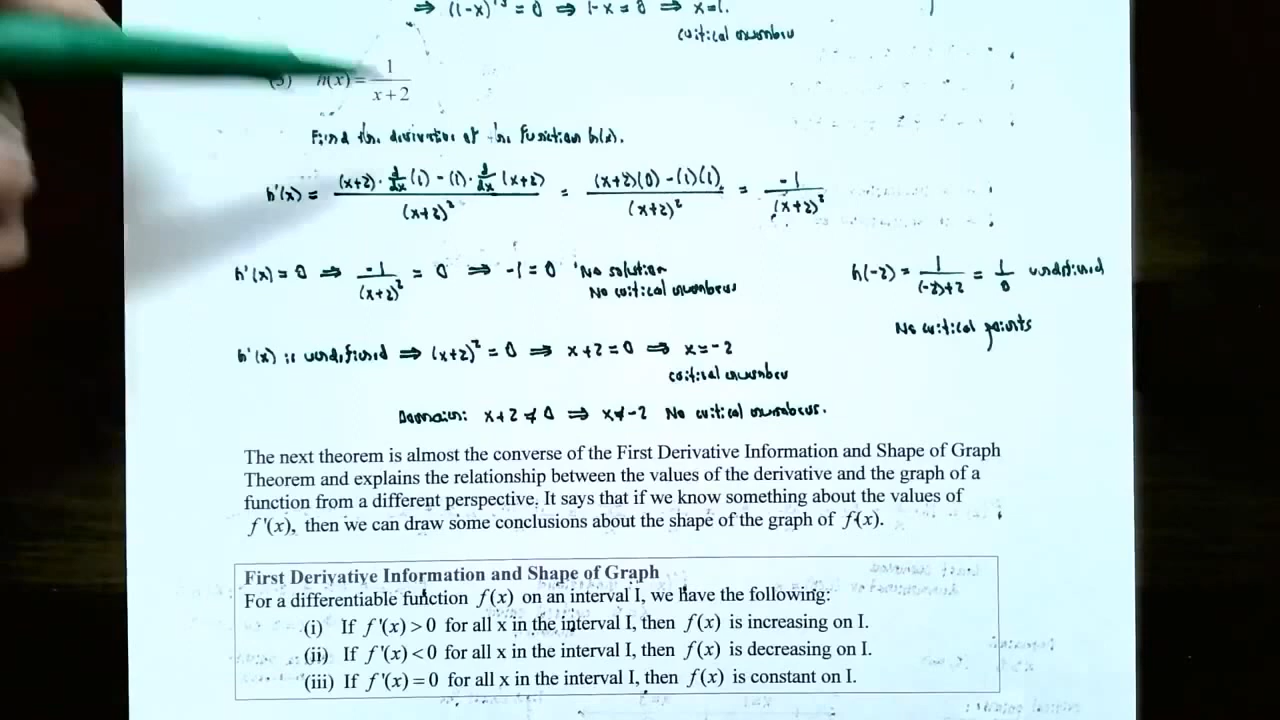 ⇒ (1-x)^{1/3} = 0 ⇒ 1-x = 0 ⇒ x=1.
critical number
(3) h(x) = 1/(x+2)
Find the derivative of the function h(x).
h'(x) = ((x+2)·d/dx(1) - (1)·d/dx(x+2))/(x+2)² = ((x+2)(0) - (1)(1))/(x+2)² = -1/(x+2)²
h'(x) = 0 ⇒ -1/(x+2)² = 0 ⇒ -1 = 0 No solution
No critical numbers
h(-2) = 1/((-2)+2) = 1/0 undefined
No critical points
h'(x) is undefined ⇒ (x+2)² = 0 ⇒ x+2 = 0 ⇒ x = -2
critical number
Domain: x+2 ≠ 0 ⇒ x ≠ -2 No critical numbers.
The next theorem is almost the converse of the First Derivative Information and Shape of Graph
Theorem and explains the relationship between the values of the derivative and the graph of a
function from a different perspective. It says that if we know something about the values of
f'(x), then we can draw some conclusions about the shape of the graph of f(x).
First Derivative Information and Shape of Graph
For a differentiable function f(x) on an interval I, we have the following:
(i) If f'(x) > 0 for all x in the interval I, then f(x) is increasing on I.
(ii) If f'(x) < 0 for all x in the interval I, then f(x) is decreasing on I.
(iii) If f'(x) = 0 for all x in the interval I, then f(x) is constant on I.